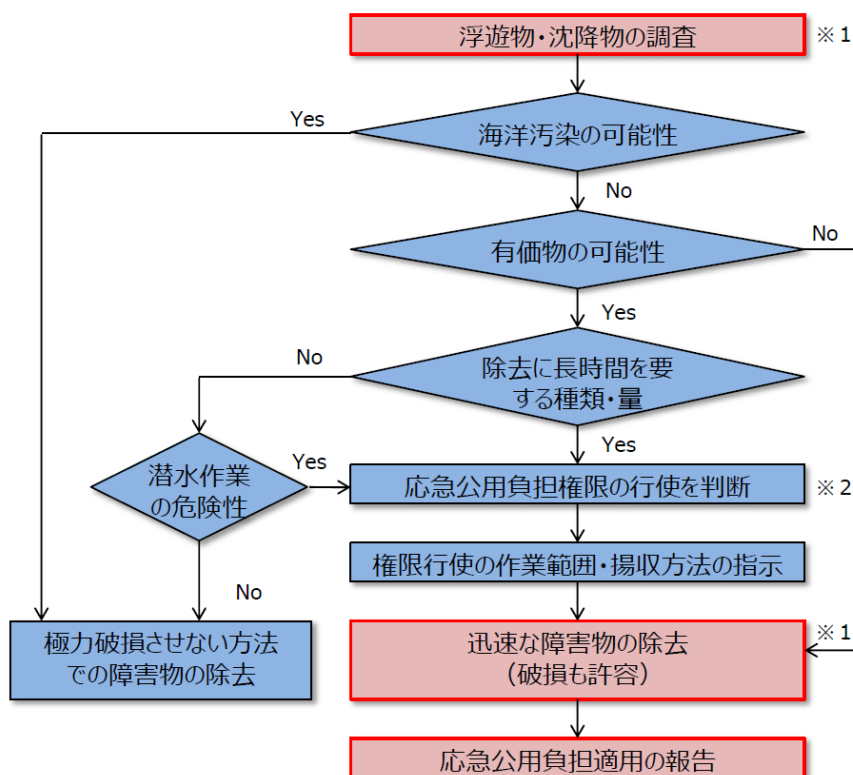 浮遊物・沈降物の調査
※1
Yes
海洋汚染の可能性
No
有価物の可能性
No
Yes
No
除去に長時間を要
する種類・量
Yes
潜水作業
の危険性
Yes
応急公用負担権限の行使を判断
※2
権限行使の作業範囲・揚収方法の指示
No
極力破損させない方法
での障害物の除去
迅速な障害物の除去
(破損も許容)
※1
応急公用負担適用の報告